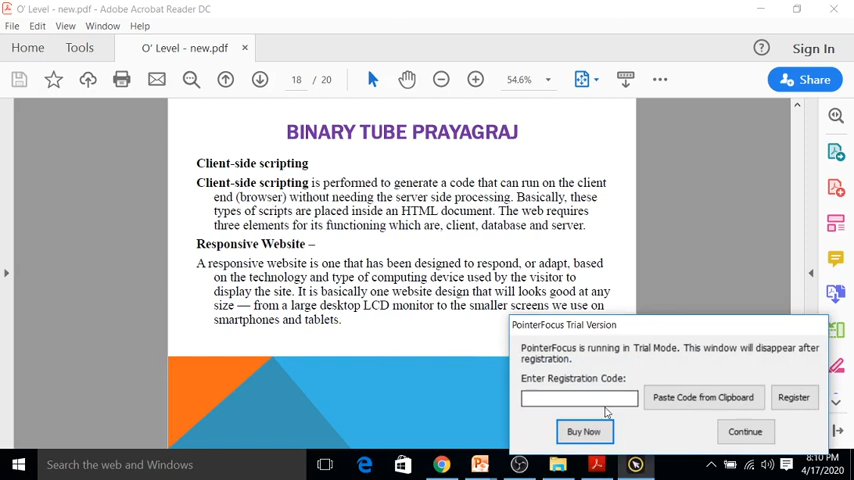 O' Level - new.pdf - Adobe Acrobat Reader DC
File Edit View Window Help
Home Tools O' Level - new.pdf × Sign In
18 / 20 54.6% Share
BINARY TUBE PRAYAGRAJ
Client-side scripting
Client-side scripting is performed to generate a code that can run on the client
end (browser) without needing the server side processing. Basically, these
types of scripts are placed inside an HTML document. The web requires
three elements for its functioning which are, client, database and server.
Responsive Website –
A responsive website is one that has been designed to respond, or adapt, based
on the technology and type of computing device used by the visitor to
display the site. It is basically one website design that will looks good at any
size — from a large desktop LCD monitor to the smaller screens we use on
smartphones and tablets.
PointerFocus Trial Version
PointerFocus is running in Trial Mode. This window will disappear after
registration.
Enter Registration Code:
Paste Code from Clipboard Register
Buy Now Continue
Search the web and Windows
8:10 PM
4/17/2020